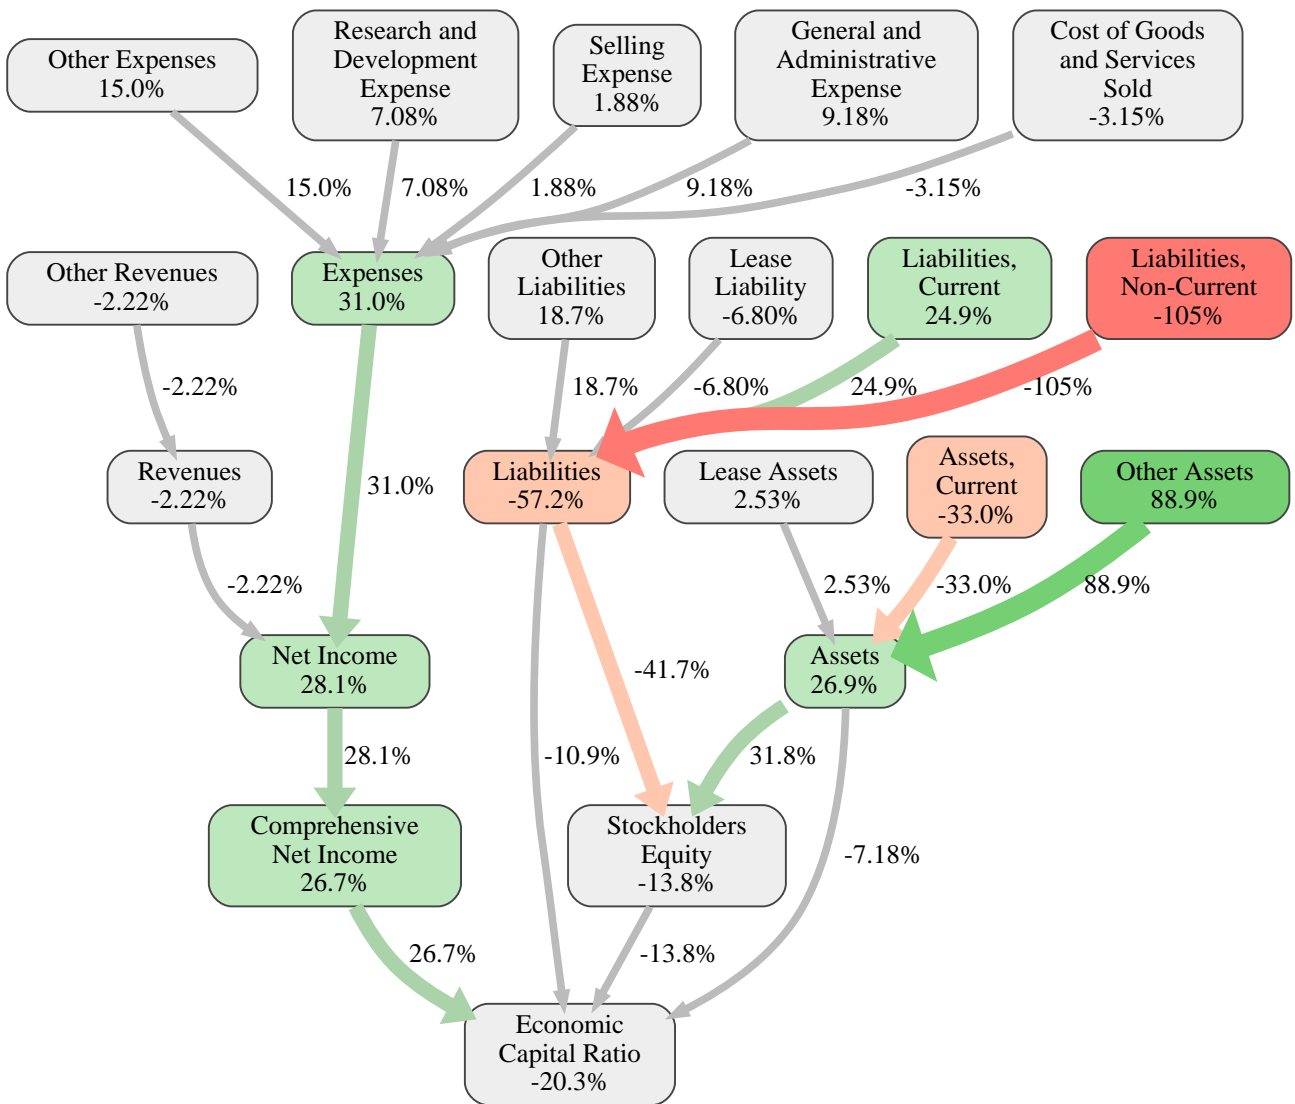 Other Expenses
15.0%
Research and
Development
Expense
7.08%
Selling
Expense
1.88%
General and
Administrative
Expense
9.18%
Cost of Goods
and Services
Sold
-3.15%
15.0%
7.08%
1.88%
9.18%
-3.15%
Other Revenues
-2.22%
Expenses
31.0%
Other
Liabilities
18.7%
Lease
Liability
-6.80%
Liabilities,
Current
24.9%
Liabilities,
Non-Current
-105%
-2.22%
18.7%
-6.80%
24.9%
-105%
Revenues
-2.22%
31.0%
Liabilities
-57.2%
Lease Assets
2.53%
Assets,
Current
-33.0%
Other Assets
88.9%
-2.22%
2.53%
-33.0%
88.9%
Net Income
28.1%
-41.7%
Assets
26.9%
28.1%
-10.9%
31.8%
Comprehensive
Net Income
26.7%
Stockholders
Equity
-13.8%
-7.18%
26.7%
-13.8%
Economic
Capital Ratio
-20.3%